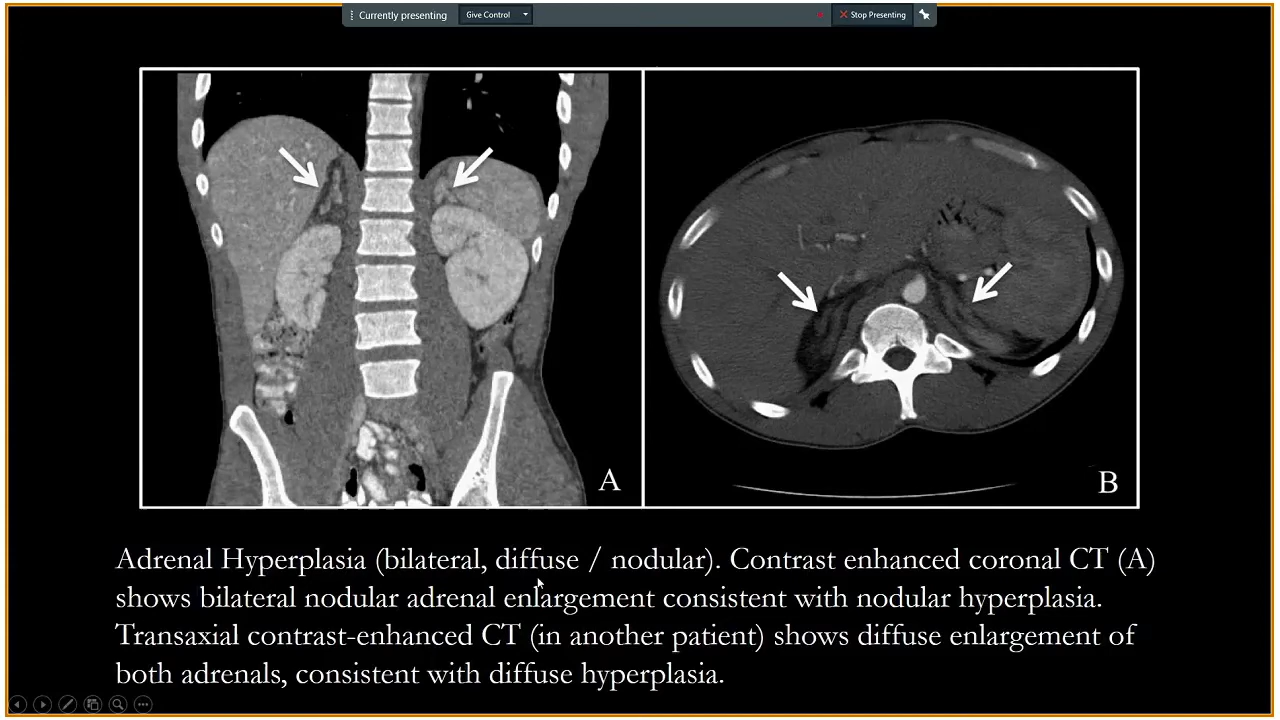 Currently presenting
Give Control
Stop Presenting
A
B
Adrenal Hyperplasia (bilateral, diffuse / nodular). Contrast enhanced coronal CT (A)
shows bilateral nodular adrenal enlargement consistent with nodular hyperplasia.
Transaxial contrast-enhanced CT (in another patient) shows diffuse enlargement of
both adrenals, consistent with diffuse hyperplasia.